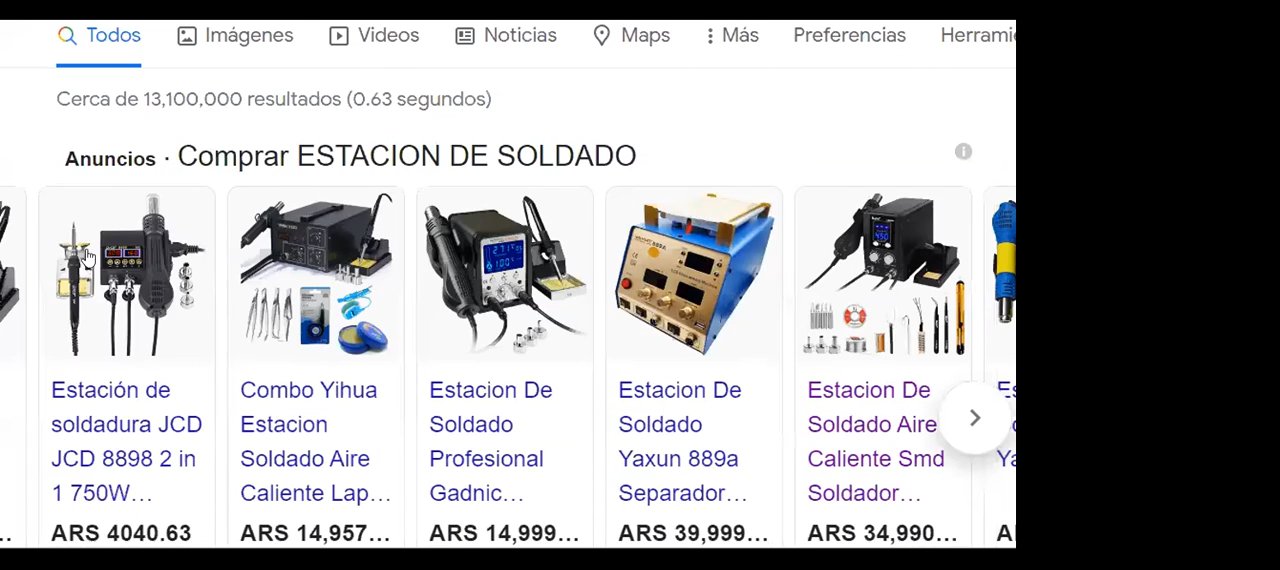 Todos Imágenes Videos Noticias Maps Más Preferencias Herrami
Cerca de 13,100,000 resultados (0.63 segundos)
Anuncios · Comprar ESTACION DE SOLDADO
Estación de
soldadura JCD
JCD 8898 2 in
1 750W...
ARS 4040.63
Combo Yihua
Estacion
Soldado Aire
Caliente Lap...
ARS 14,957...
Estacion De
Soldado
Profesional
Gadnic...
ARS 14,999...
Estacion De
Soldado
Yaxun 889a
Separador...
ARS 39,999...
Estacion De
Soldado Aire
Caliente Smd
Soldador...
ARS 34,990...